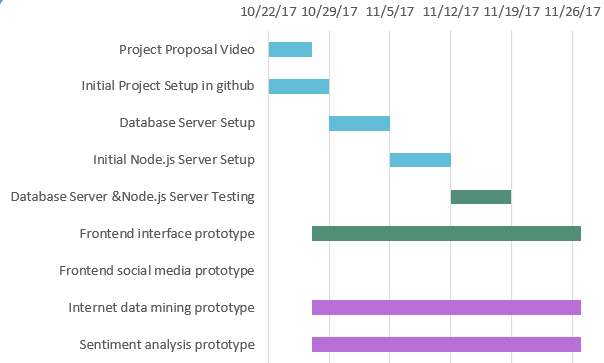 10/22/17 10/29/17 11/5/17 11/12/17 11/19/17 11/26/17
Project Proposal Video
Initial Project Setup in github
Database Server Setup
Initial Node.js Server Setup
Database Server &Node.js Server Testing
Frontend interface prototype
Frontend social media prototype
Internet data mining prototype
Sentiment analysis prototype